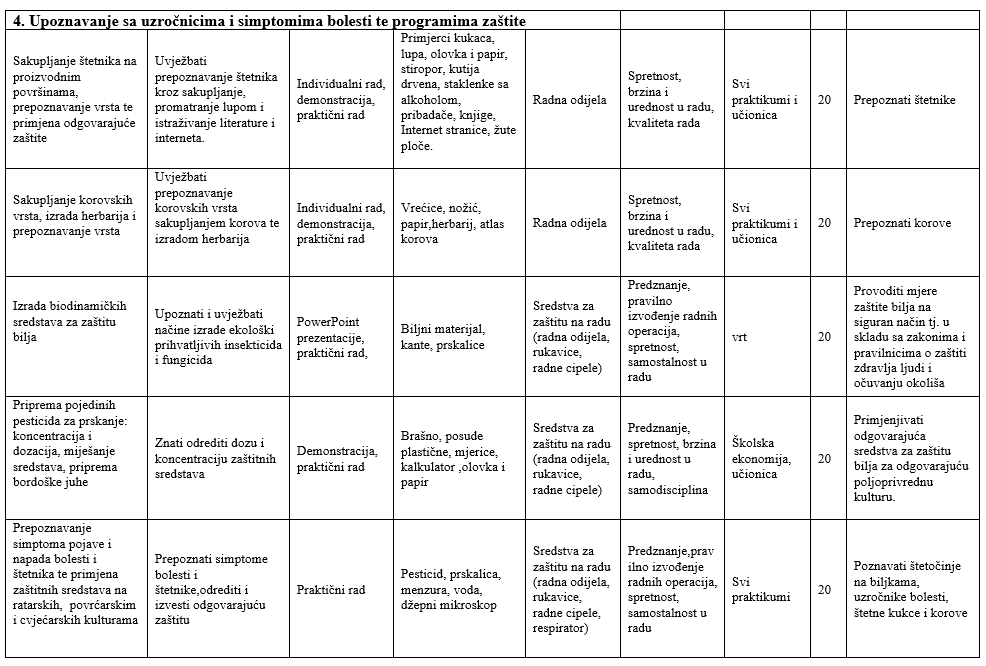 4. Upoznavanje sa uzročnicima i simptomima bolesti te programima zaštite
Sakupljanje štetnika na
proizvodnim
površinama,
prepoznavanje vrsta te
primjena odgovarajuće
zaštite
Uvježbati
prepoznavanje štetnika
kroz sakupljanje,
promatranje lupom i
istraživanje literature i
interneta.
Individualni rad,
demonstracija,
praktični rad
Primjerci kukaca,
lupa, olovka i papir,
stiropor, kutija
drvena, staklenke sa
alkoholom,
pribadače, knjige,
Internet stranice, žute
ploče.
Radna odijela
Spretnost,
brzina i
urednost u radu,
kvaliteta rada
Svi
praktikumi i
učionica
20
Prepoznati štetnike
Sakupljanje korovskih
vrsta, izrada herbarija i
prepoznavanje vrsta
Uvježbati
prepoznavanje
korovskih vrsta
sakupljanjem korova te
izradom herbarija
Individualni rad,
demonstracija,
praktični rad
Vrećice, nožić,
papir,herbarij, atlas
korova
Radna odijela
Spretnost,
brzina i
urednost u radu,
kvaliteta rada
Svi
praktikumi i
učionica
20
Prepoznati korove
Izrada biodinamičkih
sredstava za zaštitu
bilja
Upoznati i uvježbati
načine izrade ekološki
prihvatljivih insekticida
i fungicida
PowerPoint
prezentacije,
praktični rad,
Biljni materijal,
kante, prskalice
Sredstva za
zaštitu na radu
(radna odijela,
rukavice,
radne cipele)
Predznanje,
pravilno
izvođenje radnih
operacija,
spretnost,
samostalnost u
radu
vrt
20
Provoditi mjere
zaštite bilja na
siguran način tj. u
skladu sa zakonima i
pravilnicima o zaštiti
zdravlja ljudi i
očuvanju okoliša
Priprema pojedinih
pesticida za prskanje:
koncentracija i
dozacija, miješanje
sredstava, priprema
bordoške juhe
Znati odrediti dozu i
koncentraciju zaštitnih
sredstava
Demonstracija,
praktični rad
Brašno, posude
plastične, mjerice,
kalkulator ,olovka i
papir
Sredstva za
zaštitu na radu
(radna odijela,
rukavice,
radne cipele)
Predznanje,
spretnost, brzina
i urednost u
radu,
samodisciplina
Školska
ekonomija,
učionica
20
Primjenjivati
odgovarajuća
sredstva za zaštitu
bilja za odgovarajuću
poljoprivrednu
kulturu.
Prepoznavanje
simptoma pojave i
napada bolesti i
štetnika te primjena
zaštitnih sredstava na
ratarskih,  povrćarskim
i cvjećarskih kulturama
Prepoznati simptome
bolesti i
štetnike,odrediti i
izvesti odgovarajuću
zaštitu
Praktični rad
Pesticid, prskalica,
menzura, voda,
džepni mikroskop
Sredstva za
zaštitu na radu
(radna odijela,
rukavice,
radne cipele,
respirator)
Predznanje,prav
ilno izvođenje
radnih operacija,
spretnost,
samostalnost u
radu
Svi
praktikumi
20
Poznavati štetočinje
na biljkama,
uzročnike bolesti,
štetne kukce i korove